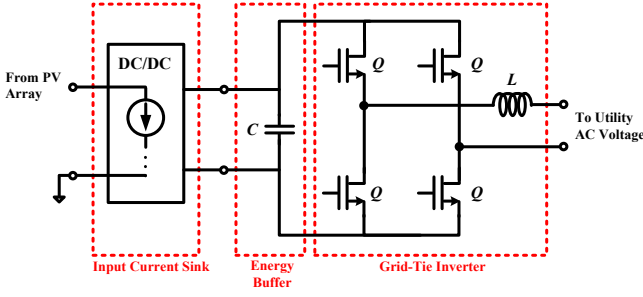 DC/DC
From PV
Array
C
Q
Q
L
To Utility
AC Voltage
Q
Q
Input Current Sink
Energy
Buffer
Grid-Tie Inverter